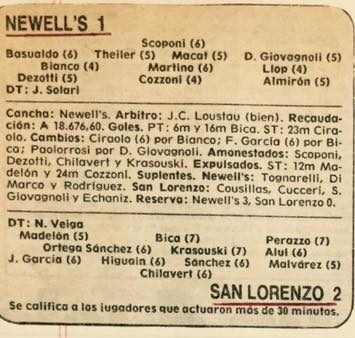 NEWELL'S 1
Scoponi (6)
Basualdo (6) Theiler (5) Macat (5) D. Giovagnoli (5)
Bianco (4) Martino (6) Llop (4)
Dezotti (5) Cozzoni (4) Almirón (5)
DT: J. Solari
Cancha: Newell's. Arbitro: J.C. Loustau (bien). Recauda-
ción: A 18.676,60. Goles. PT: 6m y 16m Bica. ST: 23m Cira-
olo. Cambios: Ciraolo (6) por Bianco; F. García (6) por Bi-
ca; Paolorrosi por D. Giovagnoli. Amonestados: Scoponi,
Dezotti, Chilavert y Krasouski. Expulsados. ST: 12m Ma-
delón y 24m Cozzoni. Suplentes. Newell's: Tognarelli, Di
Marco y Rodríguez. San Lorenzo: Cousillas, Cucceri, S.
Giovagnoli y Echaniz. Reserva: Newell's 3, San Lorenzo 0.
DT: N. Veiga
Madelón (5) Bica (7) Perazzo (7)
Ortega Sánchez (6) Krasouski (7) Alul (6)
J. García (6) Higuaín (6) Sánchez (6) Malvárez (5)
Chilavert (6)
SAN LORENZO 2
Se califica a los jugadores que actuaron más de 30 minutos.